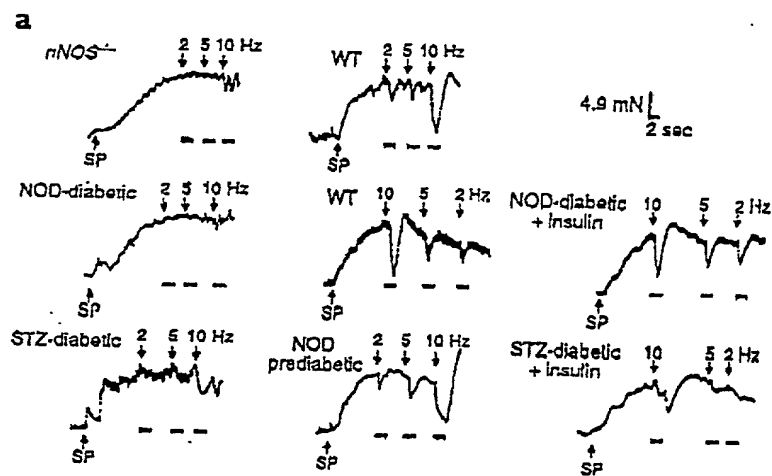 a
nNOS-/-
2 5 10 Hz
SP
WT
2 5 10 Hz
SP
4.9 mN
2 sec
NOD-diabetic
2 5 10 Hz
SP
WT
10 5 2 Hz
SP
NOD-diabetic
+ insulin
10 5 2 Hz
SP
STZ-diabetic
2 5 10 Hz
SP
NOD
prediabetic
2 5 10 Hz
SP
STZ-diabetic
+ insulin
10 5 2 Hz
SP